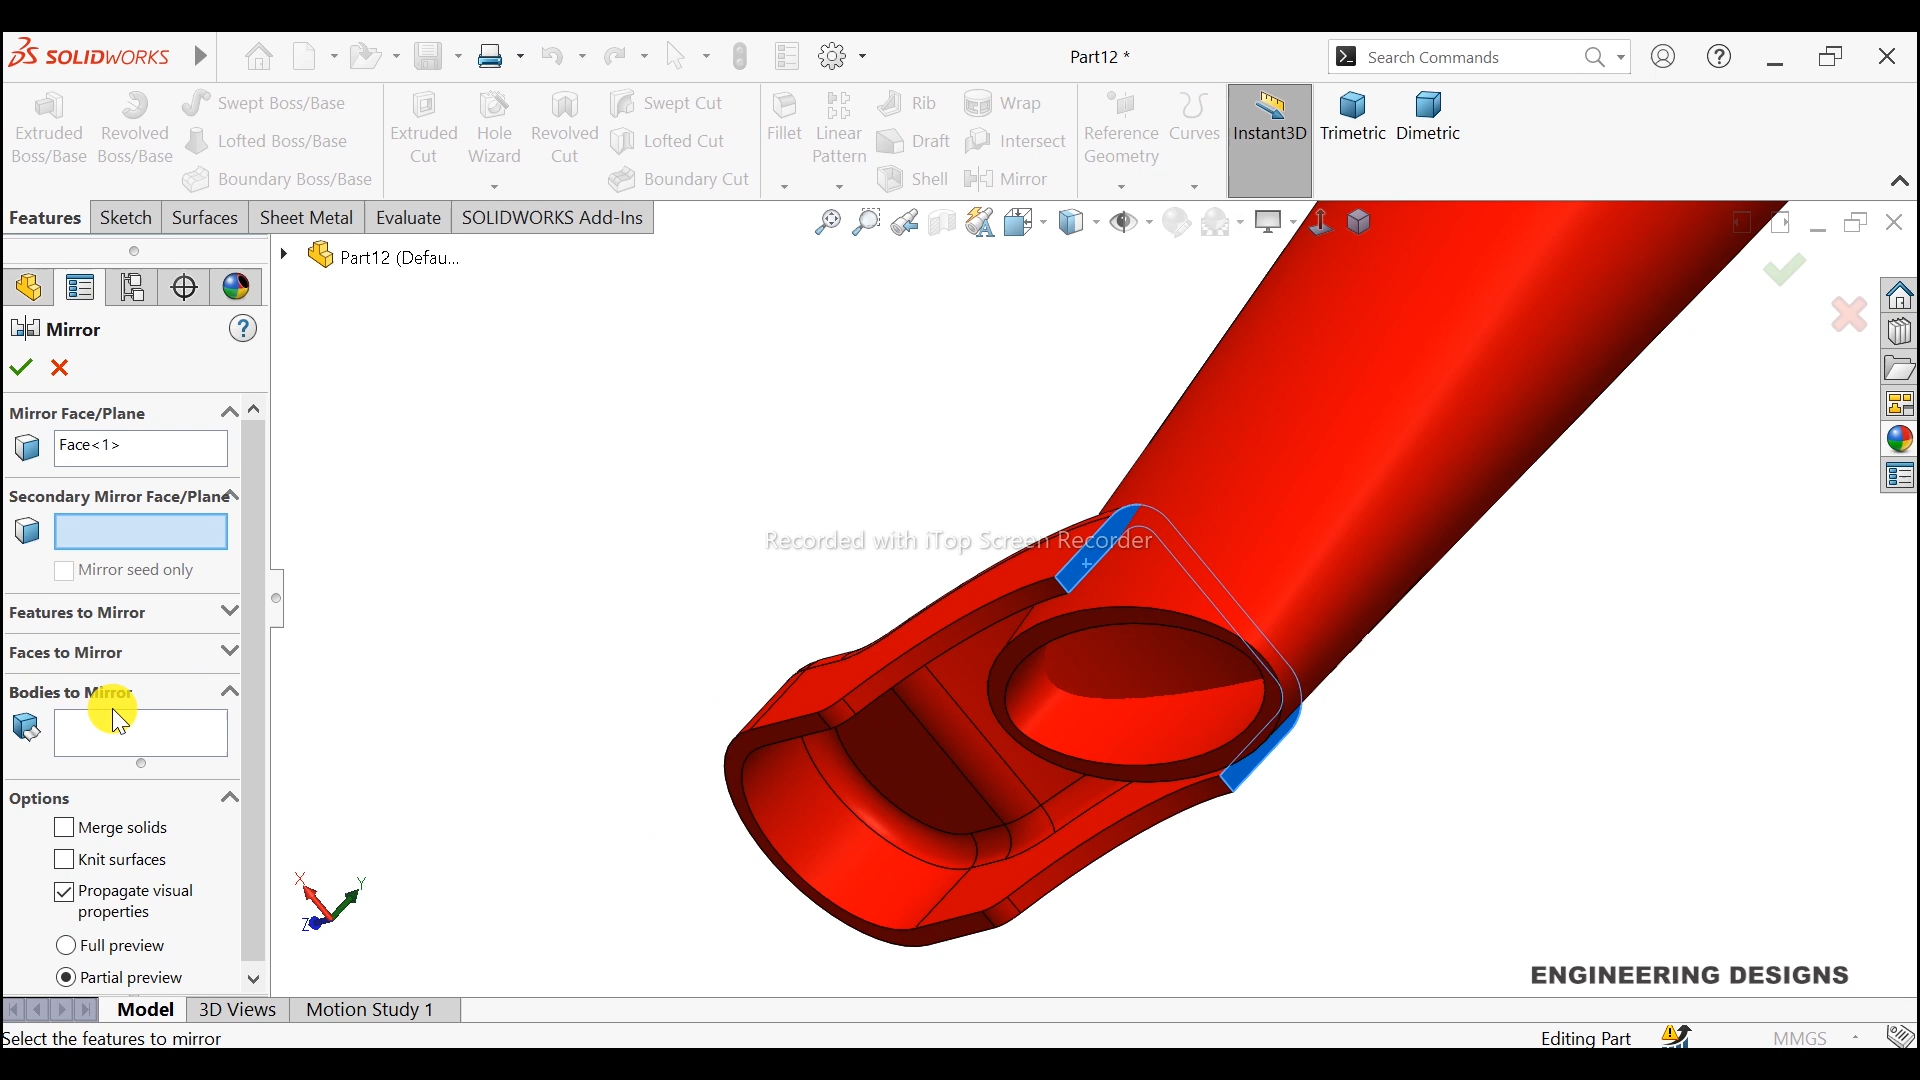 SOLIDWORKS
Part12 *
Search Commands
Extruded Boss/Base
Revolved Boss/Base
Swept Boss/Base
Lofted Boss/Base
Boundary Boss/Base
Extruded Cut
Hole Wizard
Revolved Cut
Swept Cut
Lofted Cut
Boundary Cut
Fillet
Linear Pattern
Rib
Draft
Shell
Wrap
Intersect
Mirror
Reference Geometry
Curves
Instant3D
Trimetric
Dimetric
Features
Sketch
Surfaces
Sheet Metal
Evaluate
SOLIDWORKS Add-Ins
Part12 (Defau...
Mirror
Mirror Face/Plane
Face<1>
Secondary Mirror Face/Plane
Mirror seed only
Features to Mirror
Faces to Mirror
Bodies to Mirror
Options
Merge solids
Knit surfaces
Propagate visual
properties
Full preview
Partial preview
Recorded with iTop Screen Recorder
X
Y
Z
ENGINEERING DESIGNS
Model
3D Views
Motion Study 1
Select the features to mirror
Editing Part
MMGS